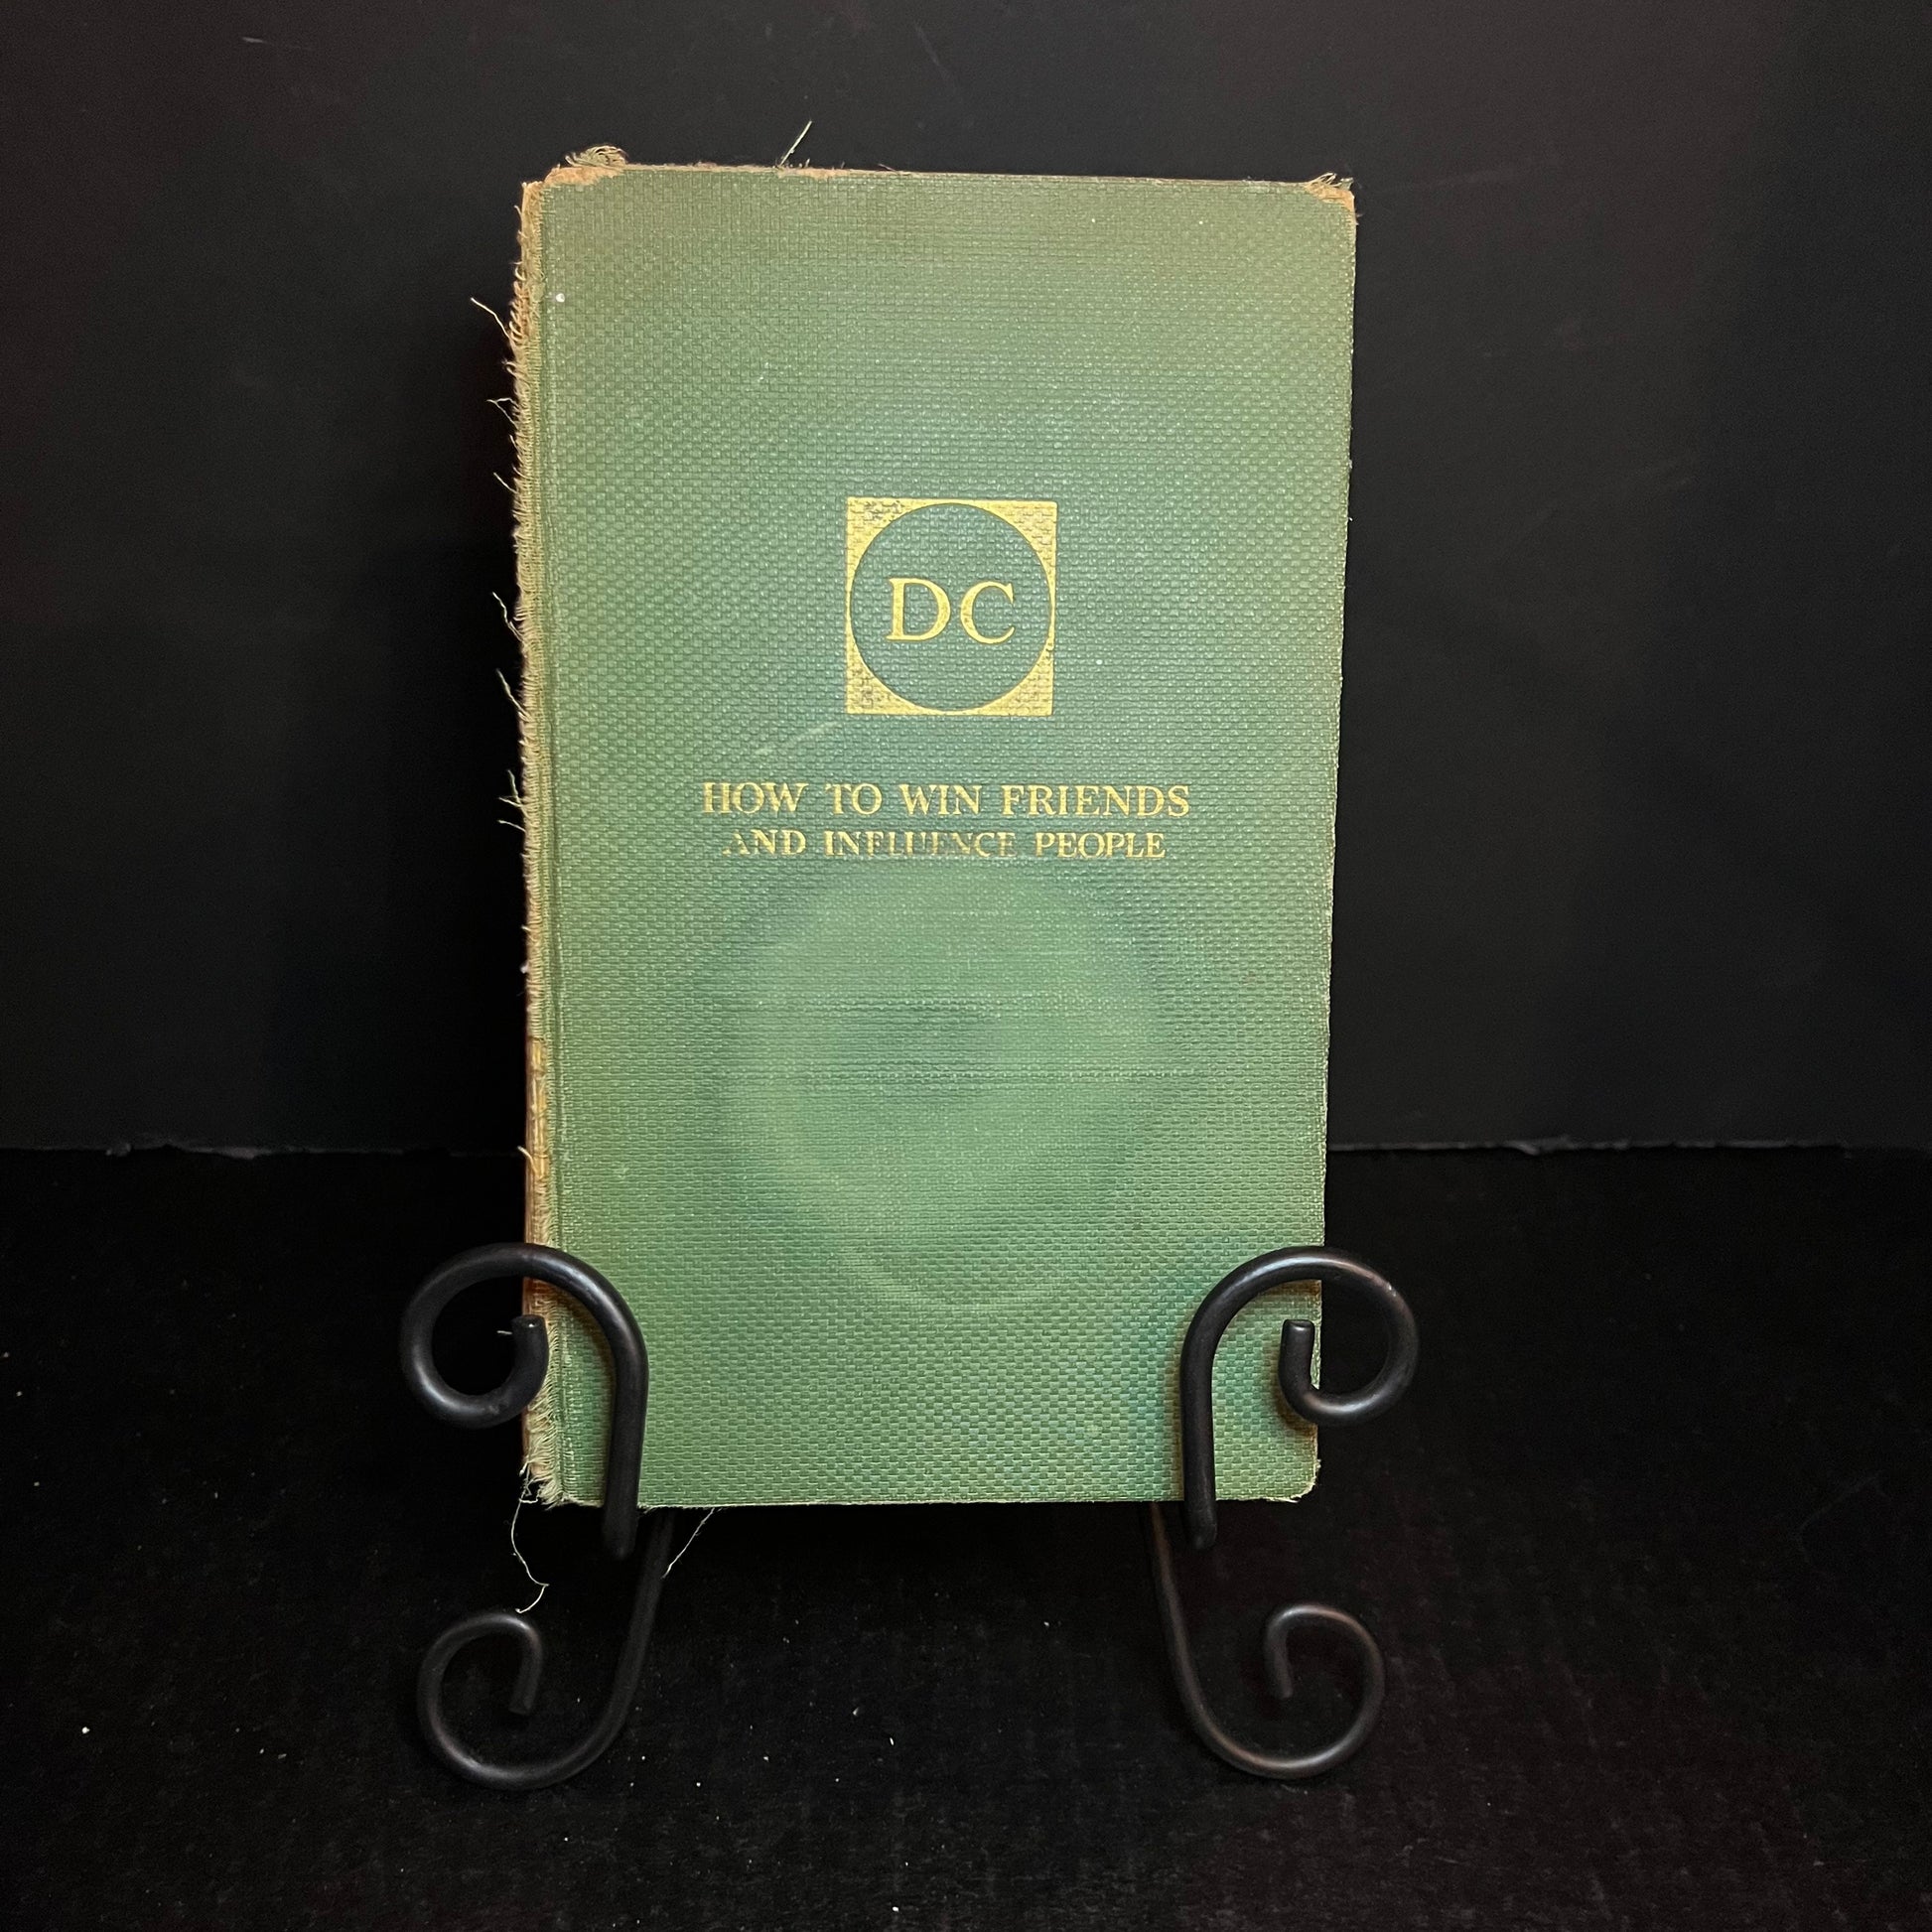 DC
HOW TO WIN FRIENDS
AND INFLUENCE PEOPLE